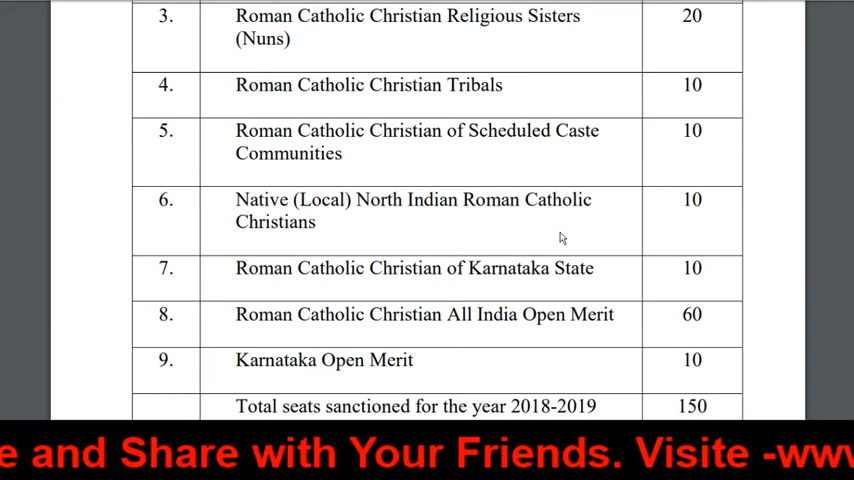 3. Roman Catholic Christian Religious Sisters 20
(Nuns)
4. Roman Catholic Christian Tribals 10
5. Roman Catholic Christian of Scheduled Caste 10
Communities
6. Native (Local) North Indian Roman Catholic 10
Christians
7. Roman Catholic Christian of Karnataka State 10
8. Roman Catholic Christian All India Open Merit 60
9. Karnataka Open Merit 10
Total seats sanctioned for the year 2018-2019 150
and Share with Your Friends. Visite -www